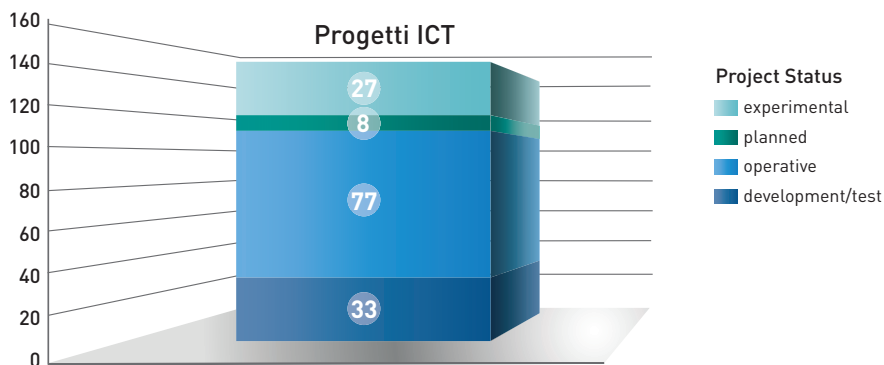 Progetti ICT
160
140
120
100
80
60
40
20
0
27
8
77
33
Project Status
experimental
planned
operative
development/test